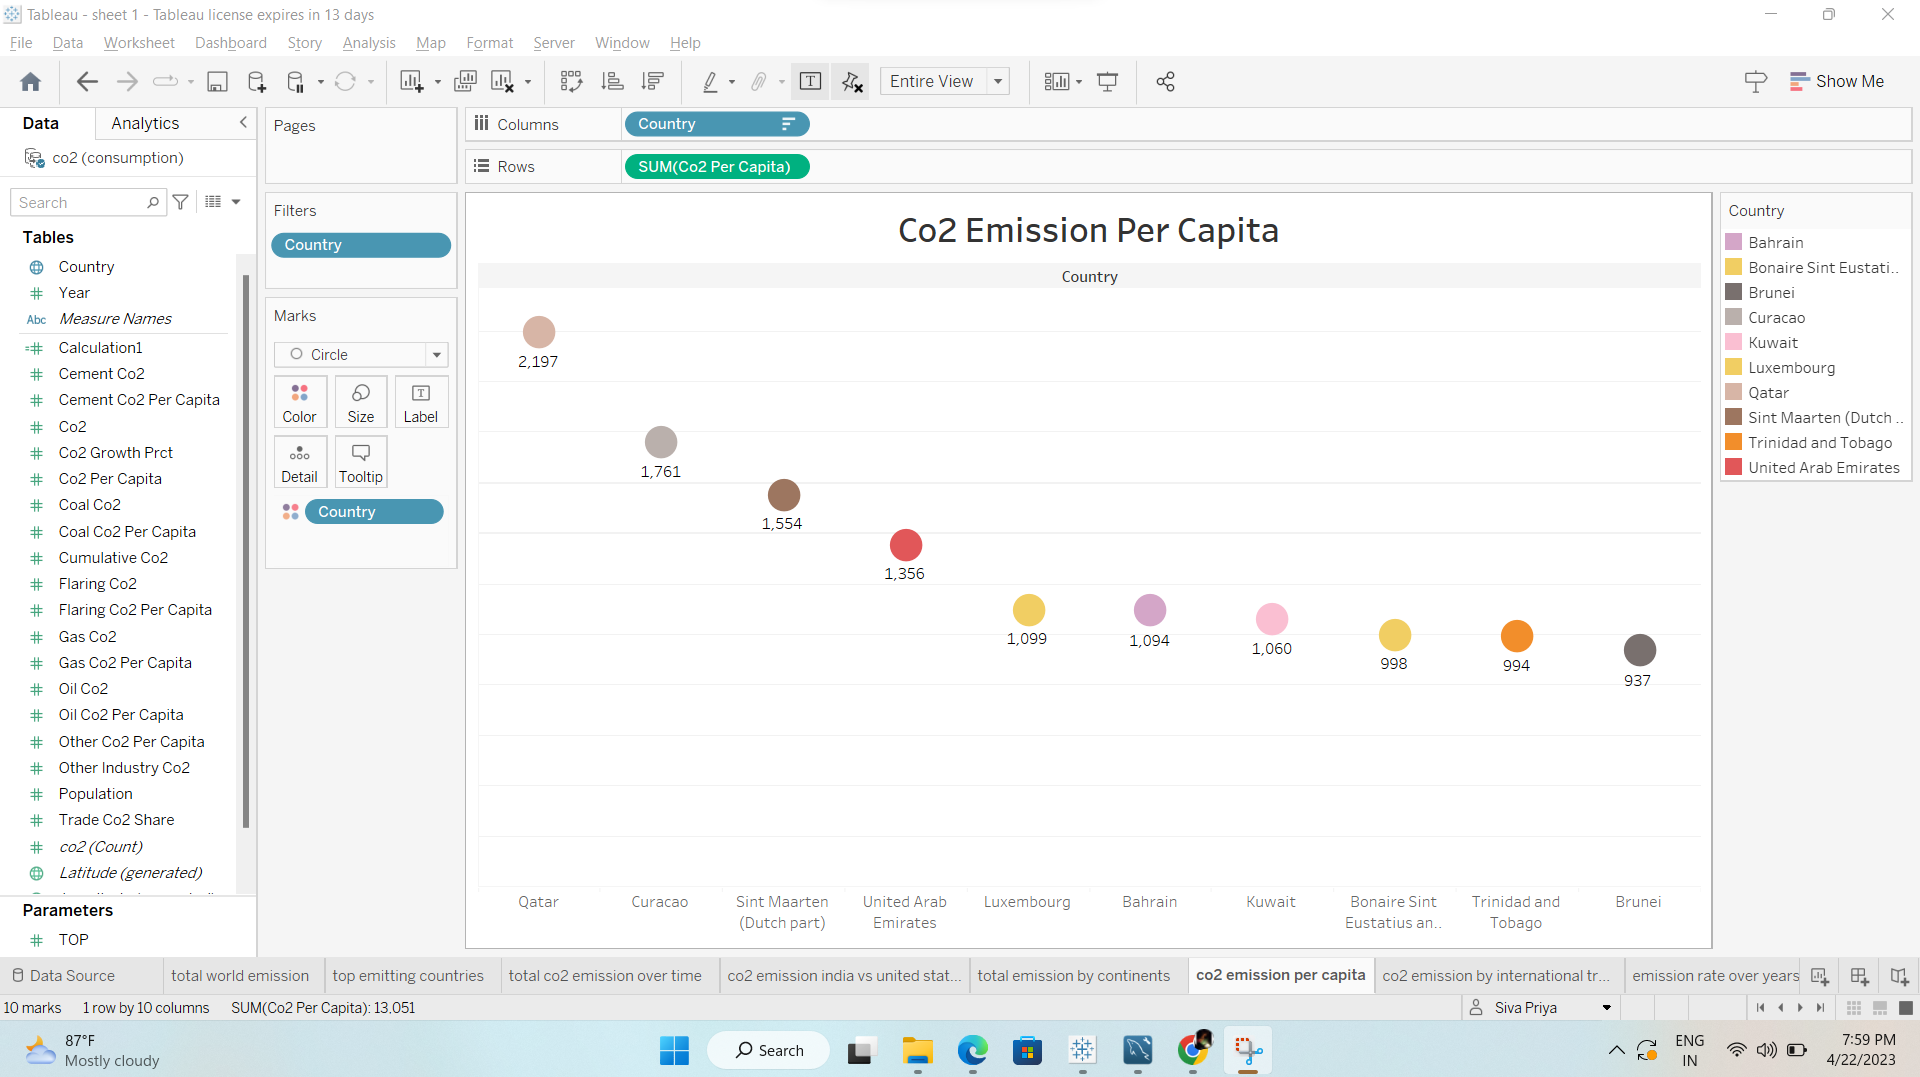 Tableau - sheet 1 - Tableau license expires in 13 days
File Data Worksheet Dashboard Story Analysis Map Format Server Window Help
Entire View
Show Me
Data Analytics
co2 (consumption)
Search
Tables
Country
Year
Abc Measure Names
Calculation1
Cement Co2
Cement Co2 Per Capita
Co2
Co2 Growth Prct
Co2 Per Capita
Coal Co2
Coal Co2 Per Capita
Cumulative Co2
Flaring Co2
Flaring Co2 Per Capita
Gas Co2
Gas Co2 Per Capita
Oil Co2
Oil Co2 Per Capita
Other Co2 Per Capita
Other Industry Co2
Population
Trade Co2 Share
co2 (Count)
Latitude (generated)
Parameters
TOP
Pages
Filters
Country
Marks
Circle
Color Size Label
Detail Tooltip
Country
Columns Country
Rows SUM(Co2 Per Capita)
Co2 Emission Per Capita
Country
2,197
1,761
1,554
1,356
1,099
1,094
1,060
998
994
937
Qatar
Curacao
Sint Maarten
(Dutch part)
United Arab
Emirates
Luxembourg
Bahrain
Kuwait
Bonaire Sint
Eustatius an..
Trinidad and
Tobago
Brunei
Country
Bahrain
Bonaire Sint Eustati..
Brunei
Curacao
Kuwait
Luxembourg
Qatar
Sint Maarten (Dutch ..
Trinidad and Tobago
United Arab Emirates
Data Source total world emission top emitting countries total co2 emission over time co2 emission india vs united stat... total emission by continents co2 emission per capita co2 emission by international tr... emission rate over years
10 marks 1 row by 10 columns SUM(Co2 Per Capita): 13,051
Siva Priya
87°F
Mostly cloudy
Search
ENG
IN
7:59 PM
4/22/2023